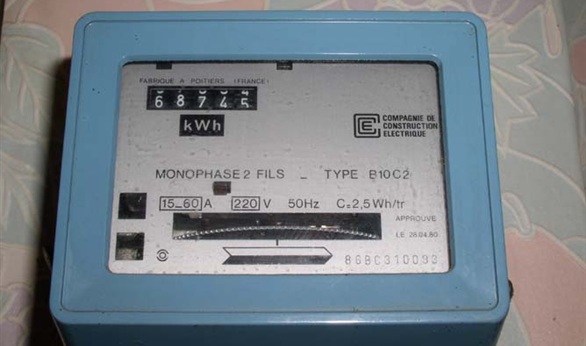 FABRIQUE A POITIERS (FRANCE)
68745
kWh
COMPAGNIE DE
CONSTRUCTION
ELECTRIQUE
MONOPHASE 2 FILS _ TYPE B10C2
15_60 A 220 V 50Hz C=2,5 Wh/tr
APPROUVE
LE 28.04.80